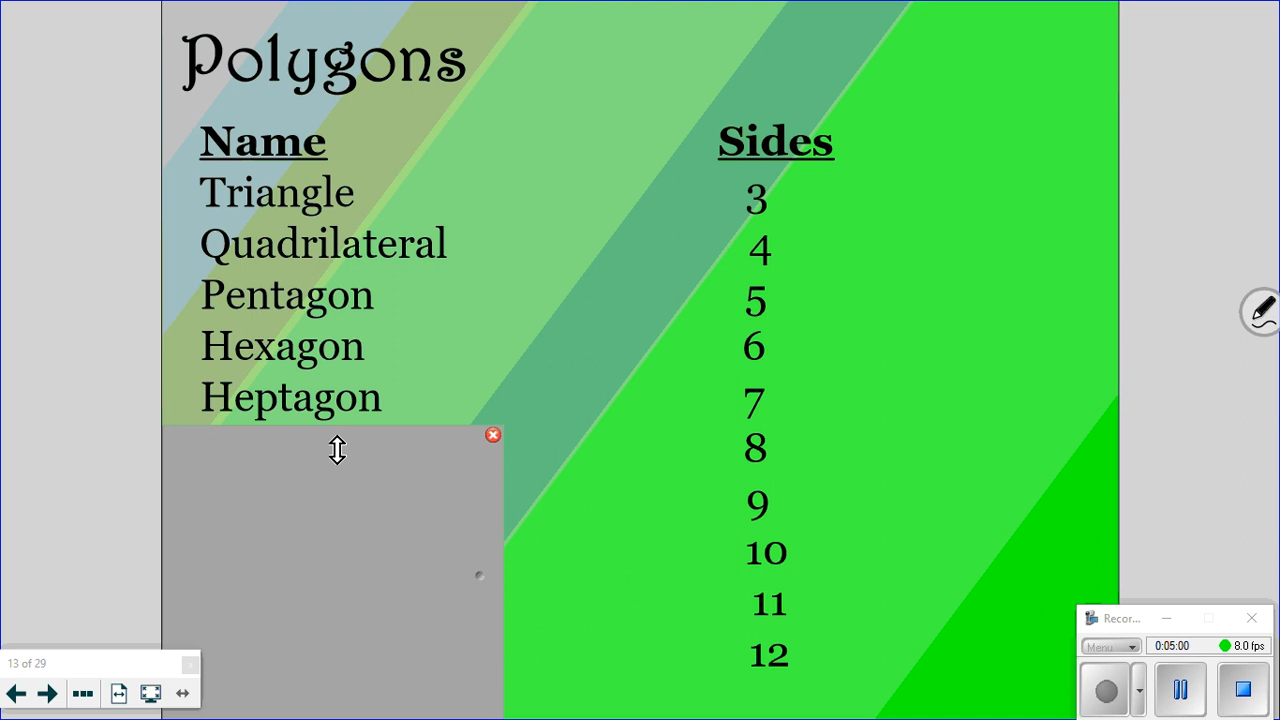 Polygons
Name Sides
Triangle 3
Quadrilateral 4
Pentagon 5
Hexagon 6
Heptagon 7
8
9
10
11
12
Recor...
Menu 0:05:00 8.0 fps
13 of 29